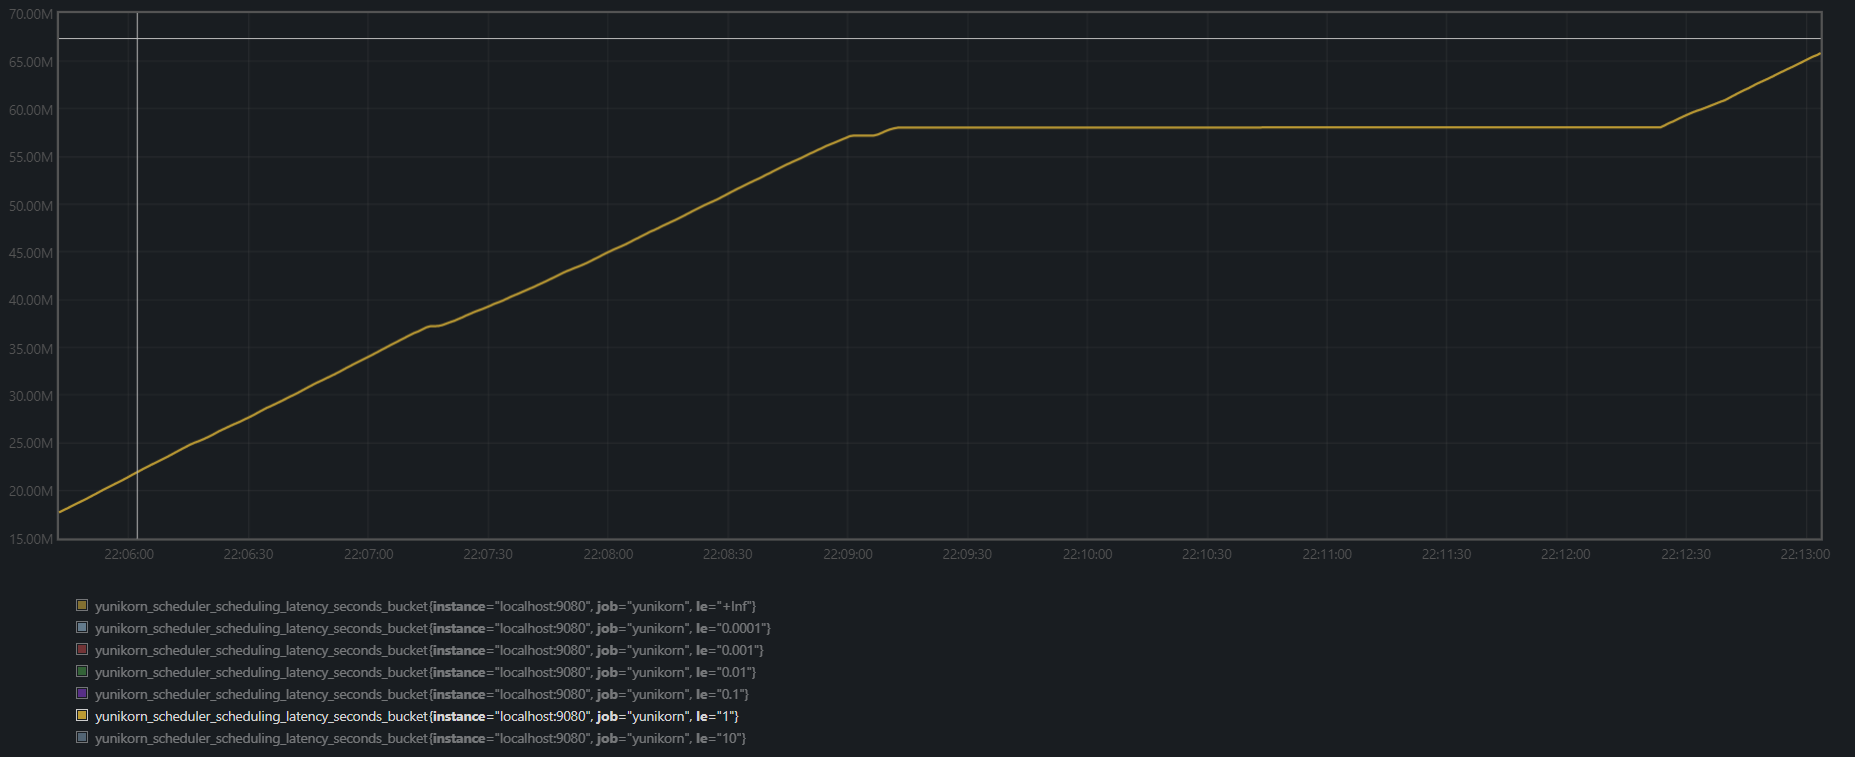 70.00M
65.00M
60.00M
55.00M
50.00M
45.00M
40.00M
35.00M
30.00M
25.00M
20.00M
15.00M
22:06:00 22:06:30 22:07:00 22:07:30 22:08:00 22:08:30 22:09:00 22:09:30 22:10:00 22:10:30 22:11:00 22:11:30 22:12:00 22:12:30 22:13:00
yunikorn_scheduler_scheduling_latency_seconds_bucket{instance="localhost:9080", job="yunikorn", le="+Inf"}
yunikorn_scheduler_scheduling_latency_seconds_bucket{instance="localhost:9080", job="yunikorn", le="0.0001"}
yunikorn_scheduler_scheduling_latency_seconds_bucket{instance="localhost:9080", job="yunikorn", le="0.001"}
yunikorn_scheduler_scheduling_latency_seconds_bucket{instance="localhost:9080", job="yunikorn", le="0.01"}
yunikorn_scheduler_scheduling_latency_seconds_bucket{instance="localhost:9080", job="yunikorn", le="0.1"}
yunikorn_scheduler_scheduling_latency_seconds_bucket{instance="localhost:9080", job="yunikorn", le="1"}
yunikorn_scheduler_scheduling_latency_seconds_bucket{instance="localhost:9080", job="yunikorn", le="10"}